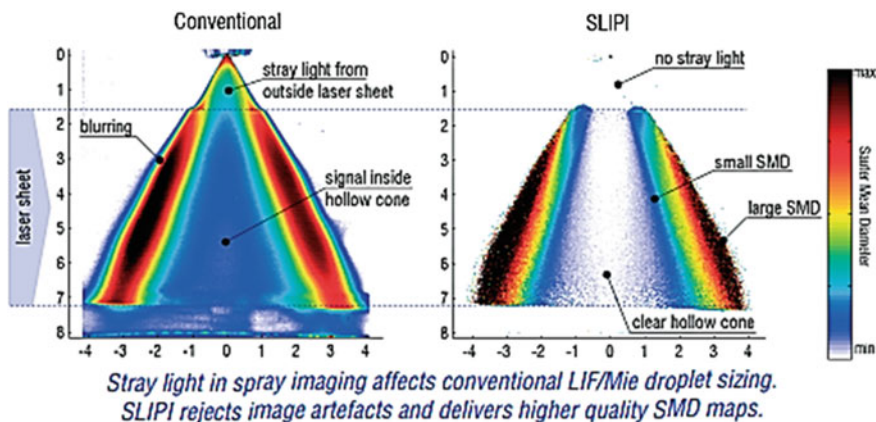 Conventional
SLIPI
0
1
2
3
4
5
6
7
8
-4
-3
-2
-1
0
1
2
3
4
laser sheet
blurring
stray light from
outside laser sheet
signal inside
hollow cone
0
1
2
3
4
5
6
7
8
-4
-3
-2
-1
0
1
2
3
4
no stray light
small SMD
large SMD
clear hollow cone
max
Sauter Mean Diameter
min
Stray light in spray imaging affects conventional LIF/Mie droplet sizing.
SLIPI rejects image artefacts and delivers higher quality SMD maps.